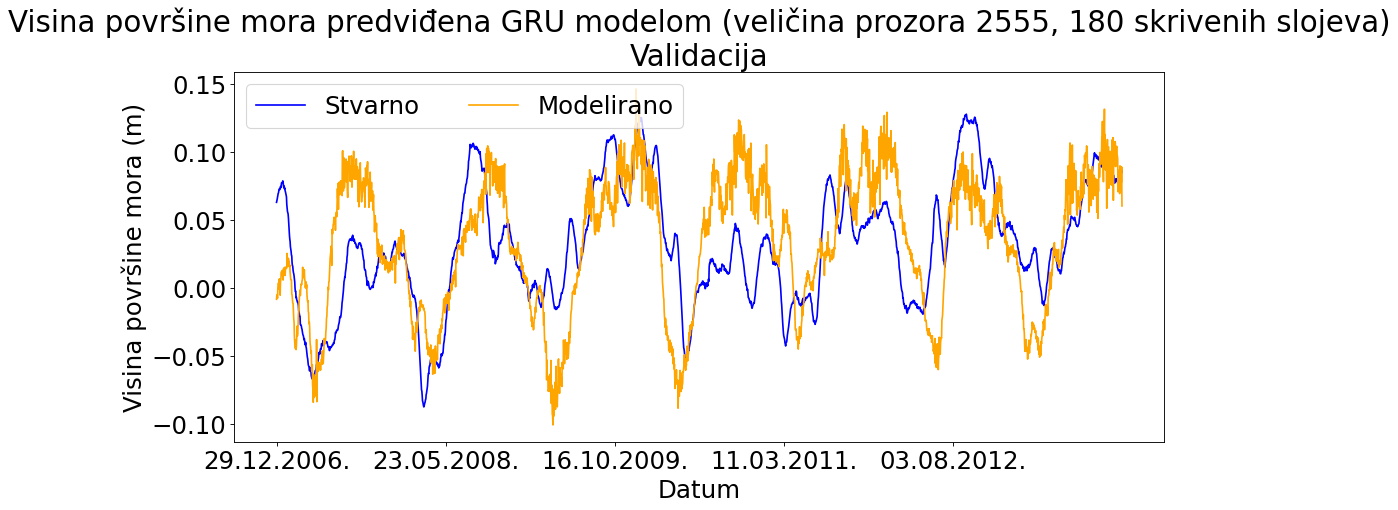 Visina površine mora predviđena GRU modelom (veličina prozora 2555, 180 skrivenih slojeva)
Validacija
Stvarno
Modelirano
Visina površine mora (m)
0.15
0.10
0.05
0.00
−0.05
−0.10
29.12.2006. 23.05.2008. 16.10.2009. 11.03.2011. 03.08.2012.
Datum